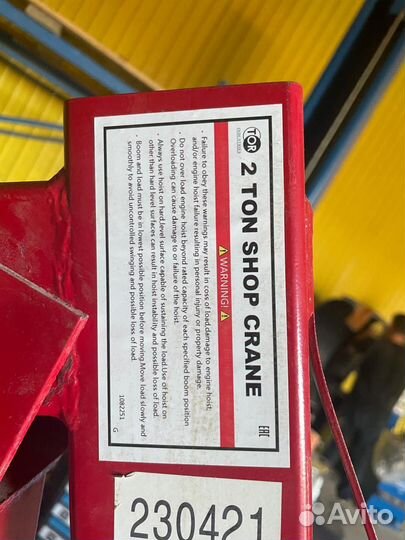 TOR
2 TON SHOP CRANE
WARNING!
· Failure to obey these warnings may result in loss of load,damage to engine hoist,
and/or engine hoist failure resulting in personal injury or property damage.
· Do not over load engine hoist beyond rated capacity of each specified boom position
Overloading can cause damage to or failure of the hoist.
· Always use hoist on hard,level surface capable of sustaining the load.Use of hoist on
other than hard level surfaces can result in hoist instability and possible loss of load.
· Boom and load must be in lowest possible position before moving.Move load slowly and
smoothly to avoid uncontrolled swinging and possible loss of load.
1082251
G
EAC
230421
Avito